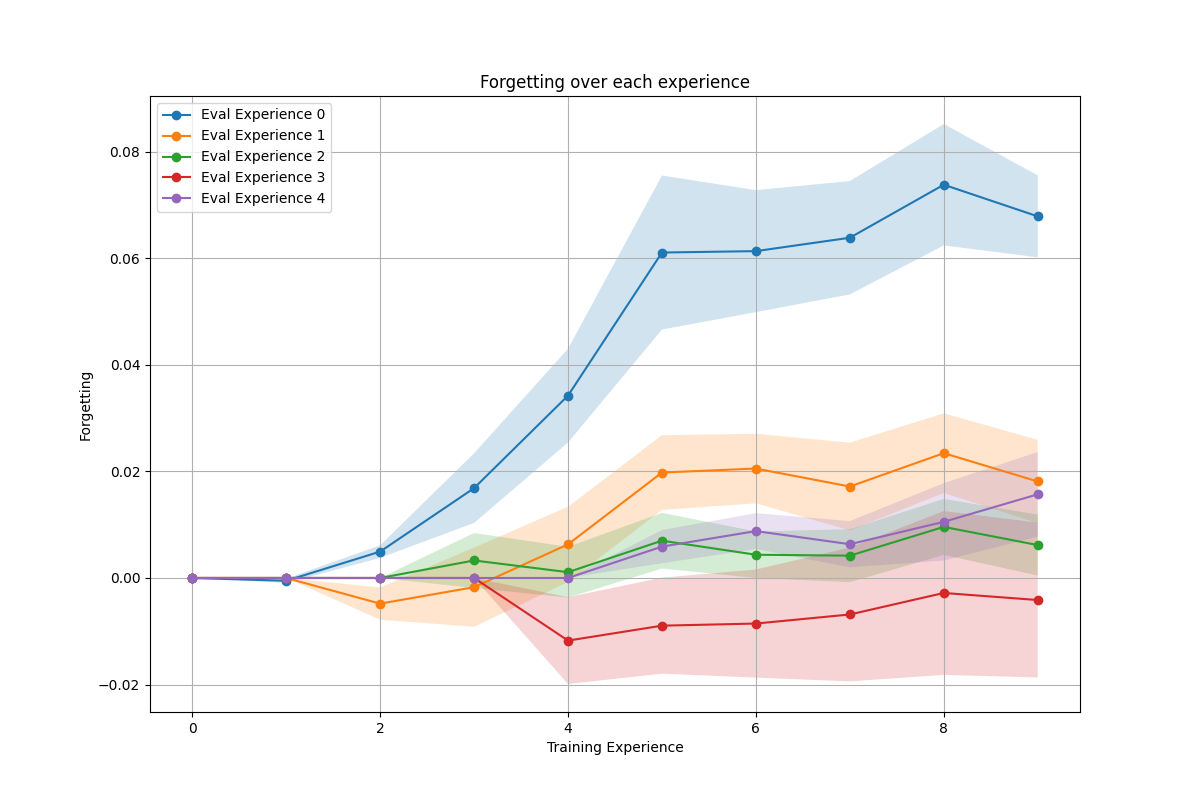 Forgetting over each experience
Eval Experience 0
Eval Experience 1
Eval Experience 2
Eval Experience 3
Eval Experience 4
0.08
0.06
0.04
0.02
0.00
−0.02
Forgetting
0 2 4 6 8
Training Experience